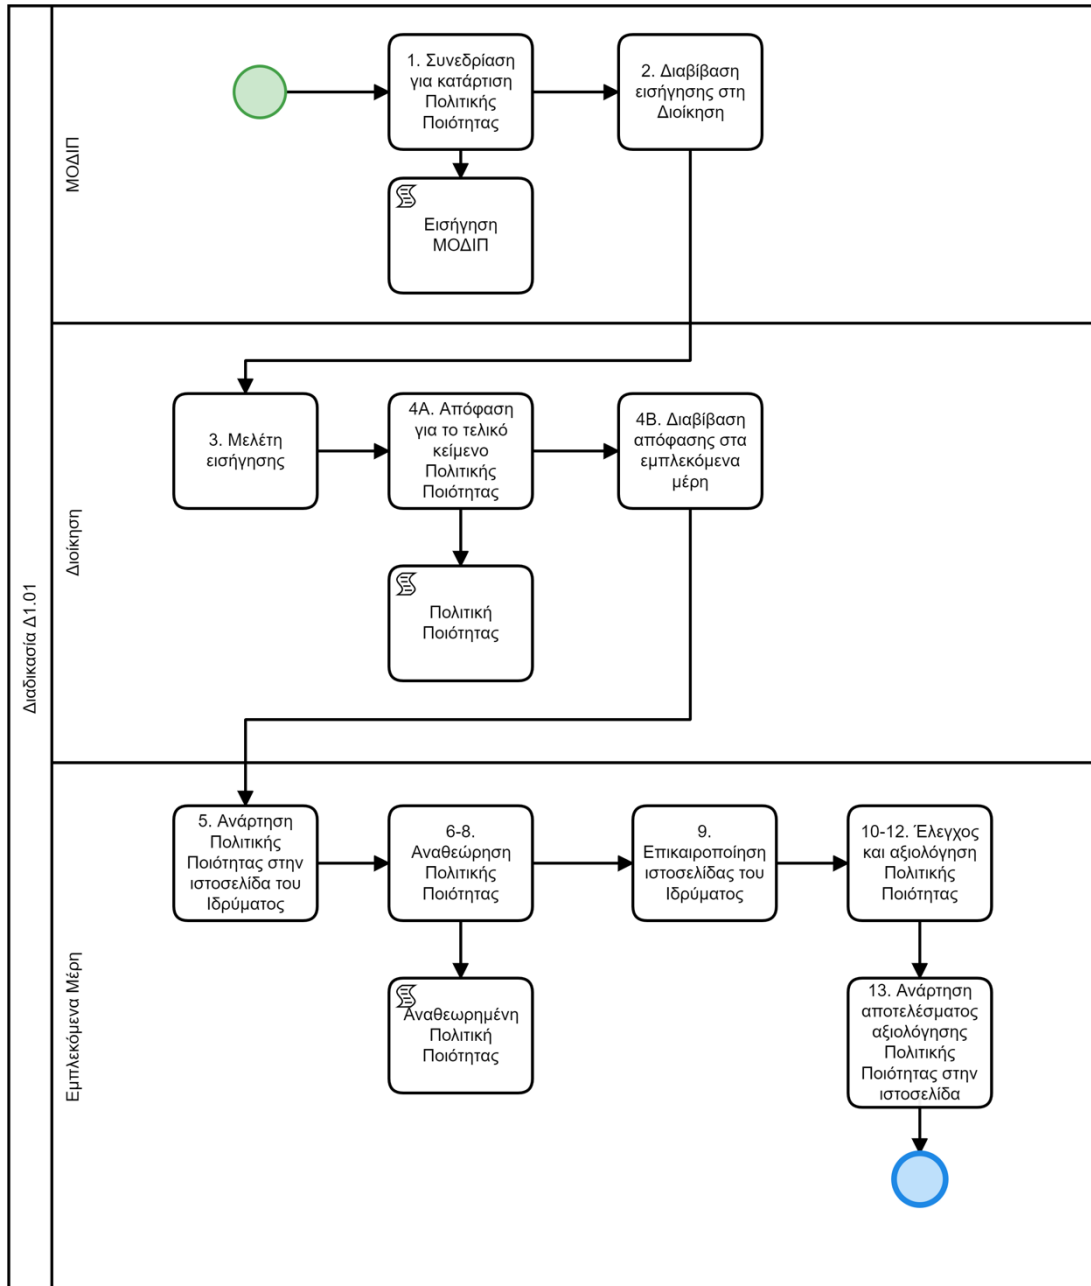 Διαδικασία Δ1.01
ΜΟΔΙΠ
1. Συνεδρίαση
για κατάρτιση
Πολιτικής
Ποιότητας
2. Διαβίβαση
εισήγησης στη
Διοίκηση
Εισήγηση
ΜΟΔΙΠ
Διοίκηση
3. Μελέτη
εισήγησης
4Α. Απόφαση
για το τελικό
κείμενο
Πολιτικής
Ποιότητας
4Β. Διαβίβαση
απόφασης στα
εμπλεκόμενα
μέρη
Πολιτική
Ποιότητας
Εμπλεκόμενα Μέρη
5. Ανάρτηση
Πολιτικής
Ποιότητας στην
ιστοσελίδα του
Ιδρύματος
6-8.
Αναθεώρηση
Πολιτικής
Ποιότητας
9.
Επικαιροποίηση
ιστοσελίδας του
Ιδρύματος
10-12. Έλεγχος
και αξιολόγηση
Πολιτικής
Ποιότητας
Αναθεωρημένη
Πολιτική
Ποιότητας
13. Ανάρτηση
αποτελέσματος
αξιολόγησης
Πολιτικής
Ποιότητας στην
ιστοσελίδα